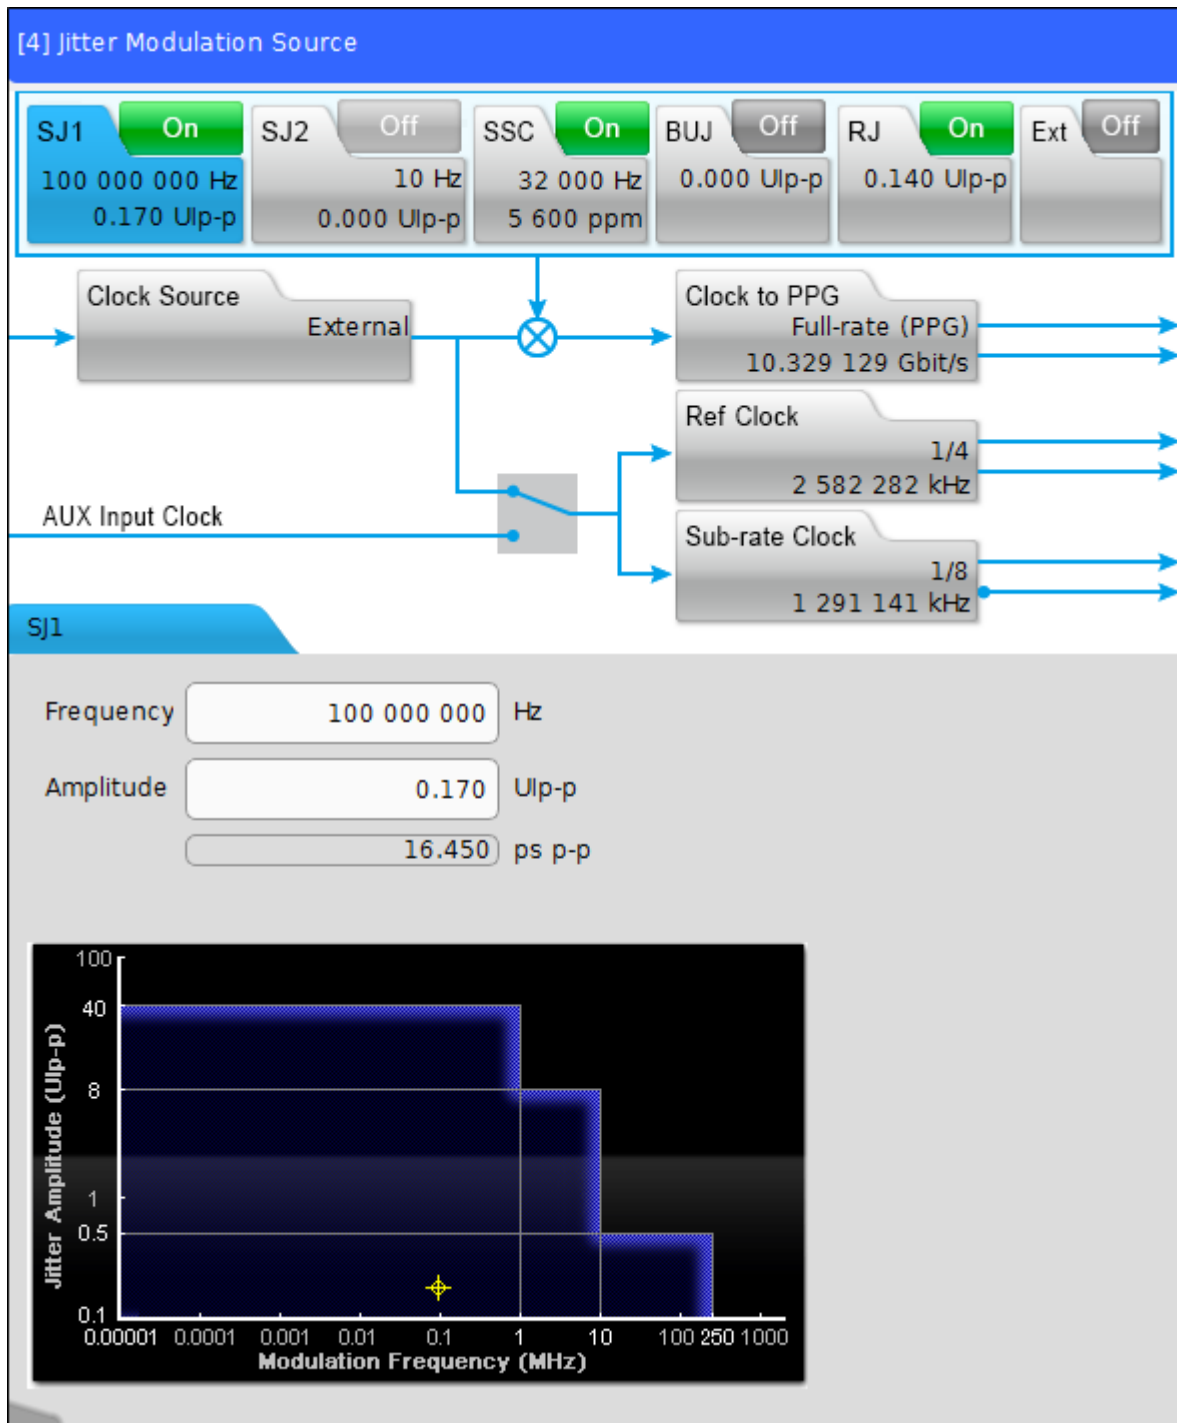 [4] Jitter Modulation Source
SJ1 On SJ2 Off SSC On BUJ Off RJ On Ext Off
100 000 000 Hz 10 Hz 32 000 Hz 0.000 UIp-p 0.140 UIp-p
0.170 UIp-p 0.000 UIp-p 5 600 ppm
Clock Source
External
Clock to PPG
Full-rate (PPG)
10.329 129 Gbit/s
Ref Clock
1/4
2 582 282 kHz
AUX Input Clock
Sub-rate Clock
1/8
1 291 141 kHz
SJ1
Frequency 100 000 000 Hz
Amplitude 0.170 UIp-p
16.450 ps p-p
Jitter Amplitude (UIp-p)
100
40
8
1
0.5
0.1
0.00001 0.0001 0.001 0.01 0.1 1 10 100 250 1000
Modulation Frequency (MHz)